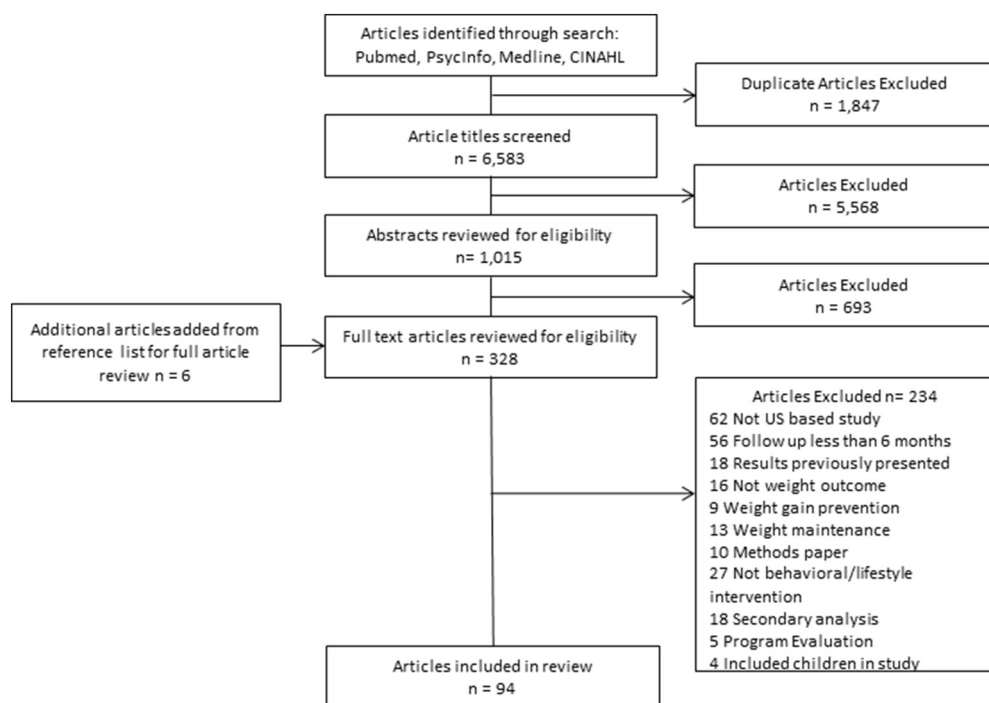 Articles identified through search:
Pubmed, PsycInfo, Medline, CINAHL
Duplicate Articles Excluded
n = 1,847
Article titles screened
n = 6,583
Articles Excluded
n = 5,568
Abstracts reviewed for eligibility
n= 1,015
Articles Excluded
n = 693
Additional articles added from
reference list for full article
review n = 6
Full text articles reviewed for eligibility
n = 328
Articles Excluded n= 234
62 Not US based study
56 Follow up less than 6 months
18 Results previously presented
16 Not weight outcome
9 Weight gain prevention
13 Weight maintenance
10 Methods paper
27 Not behavioral/lifestyle
intervention
18 Secondary analysis
5 Program Evaluation
4 Included children in study
Articles included in review
n = 94